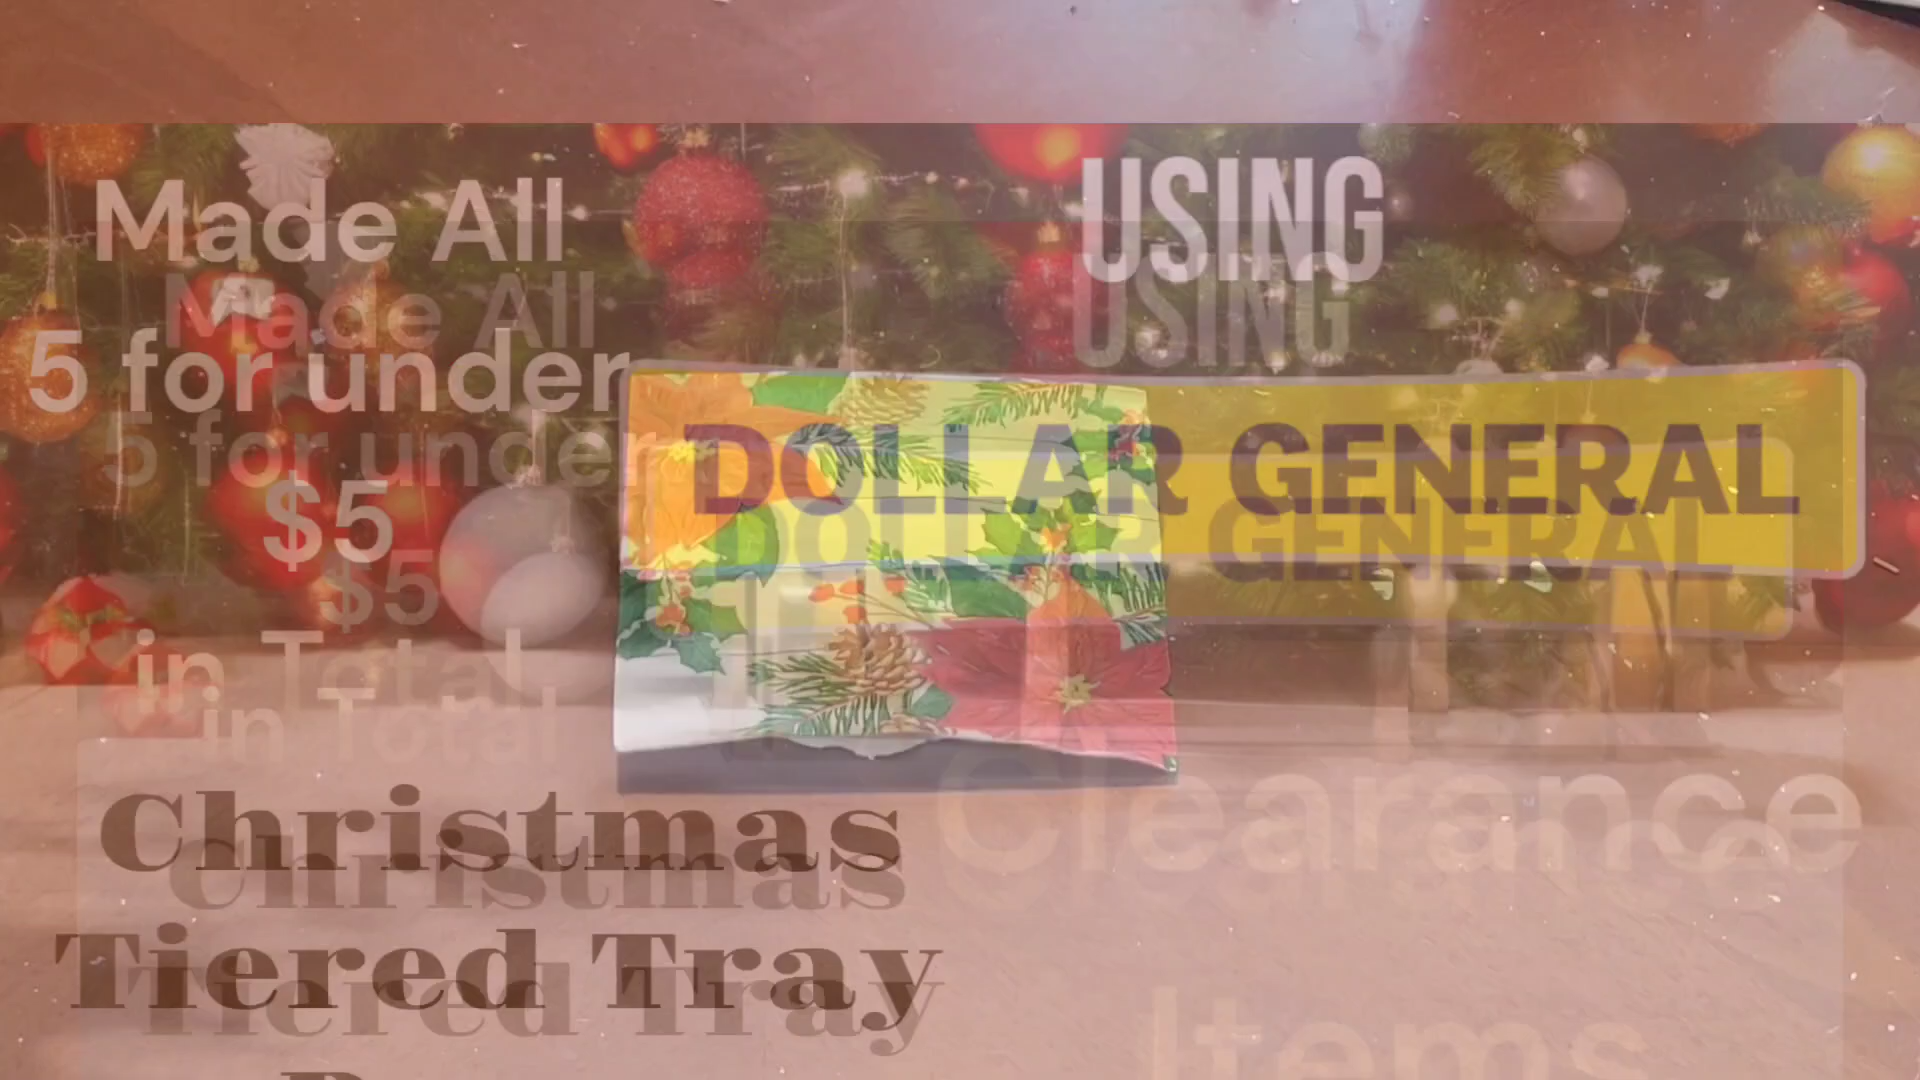 Made All
5 for under
$5
in Total
Christmas
Tiered Tray
USING
DOLLAR GENERAL
Clearance
Items